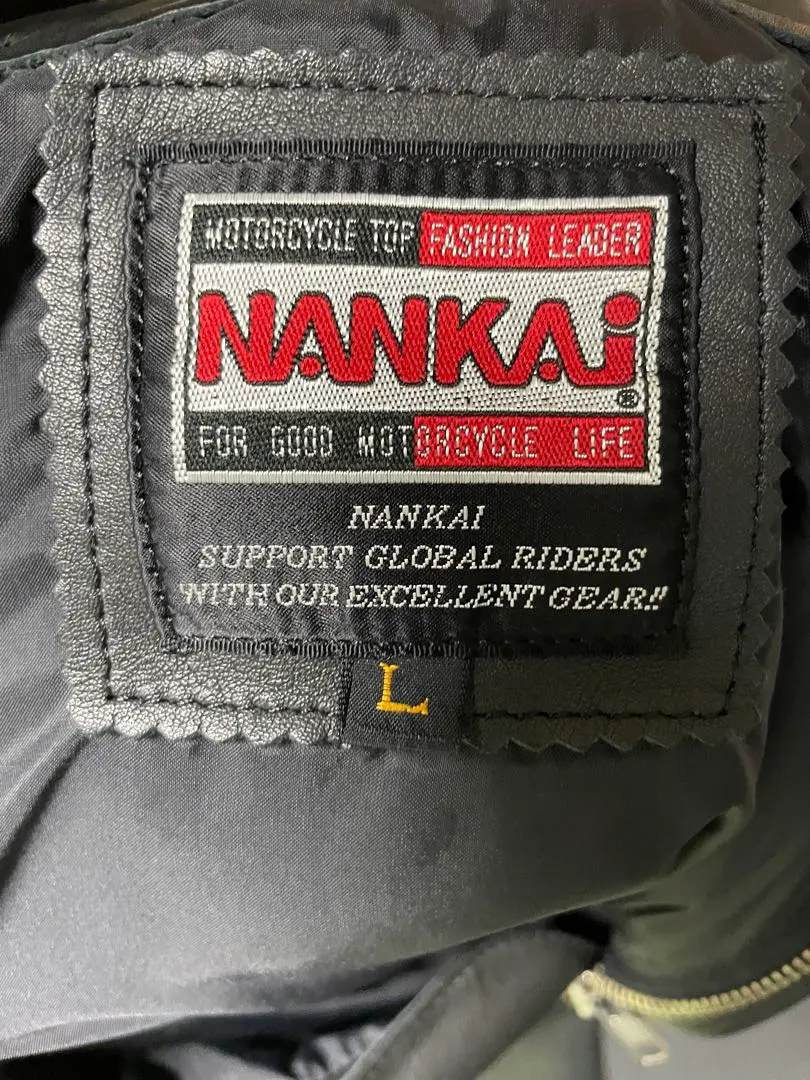 MOTORCYCLE TOP FASHION LEADER
NANKAi
®
FOR GOOD MOTORCYCLE LIFE
NANKAI
SUPPORT GLOBAL RIDERS
WITH OUR EXCELLENT GEAR!!
L